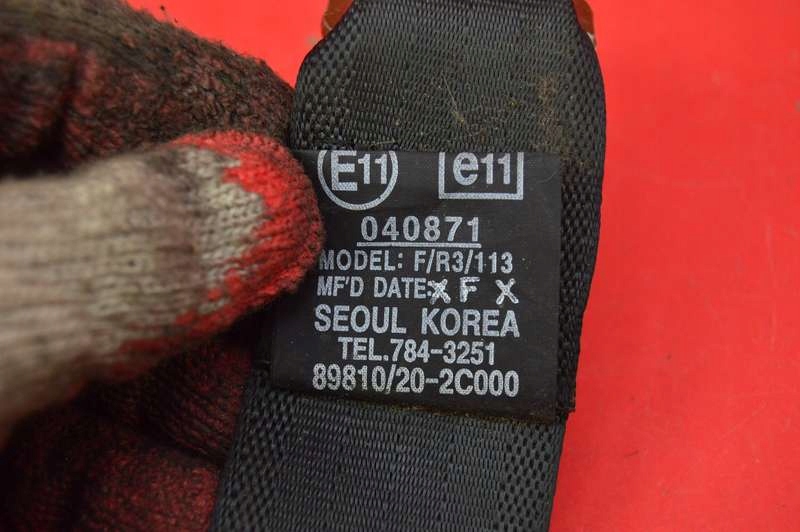 E11 e11
040871
MODEL: F/R3/113
MF'D DATE:X F X
SEOUL KOREA
TEL.784-3251
89810/20-2C000